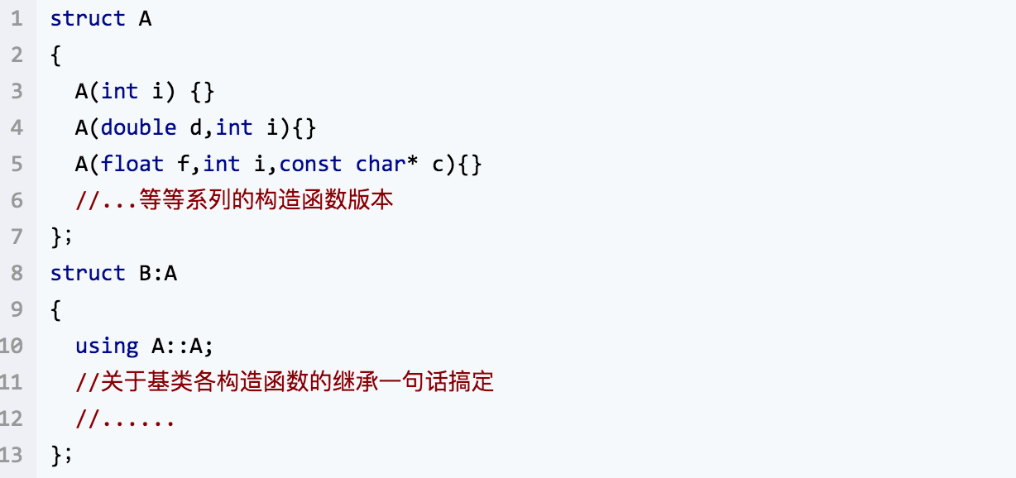 1 struct A
2 {
3 A(int i) {}
4 A(double d,int i){}
5 A(float f,int i,const char* c){}
6 //...等等系列的构造函数版本
7 };
8 struct B:A
9 {
10 using A::A;
11 //关于基类各构造函数的继承一句话搞定
12 //......
13 };